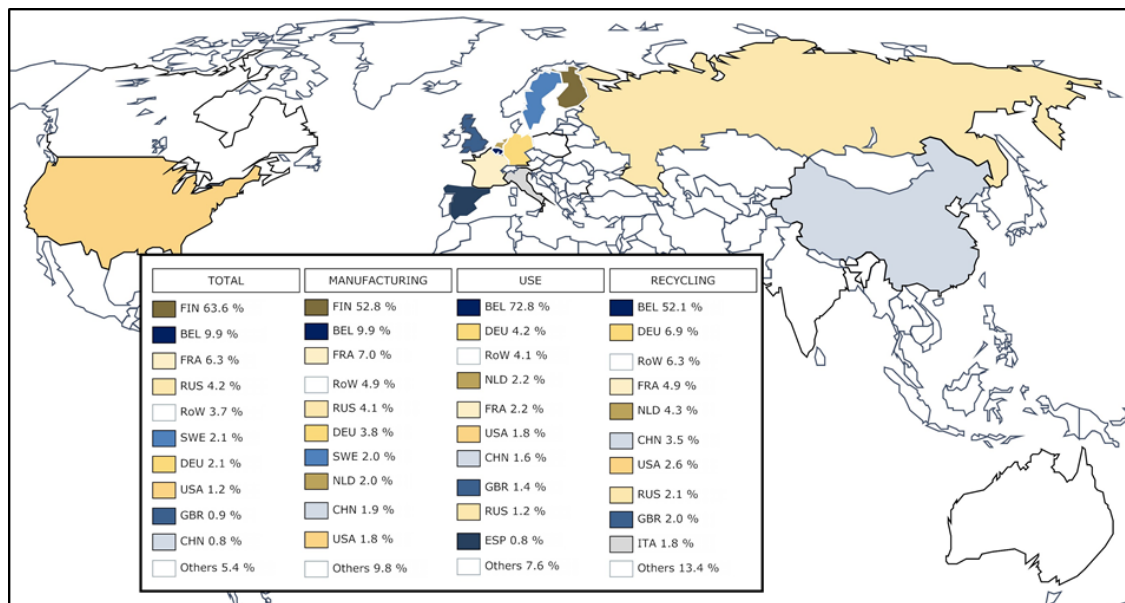 TOTAL
FIN 63.6 %
BEL 9.9 %
FRA 6.3 %
RUS 4.2 %
RoW 3.7 %
SWE 2.1 %
DEU 2.1 %
USA 1.2 %
GBR 0.9 %
CHN 0.8 %
Others 5.4 %
MANUFACTURING
FIN 52.8 %
BEL 9.9 %
FRA 7.0 %
RoW 4.9 %
RUS 4.1 %
DEU 3.8 %
SWE 2.0 %
NLD 2.0 %
CHN 1.9 %
USA 1.8 %
Others 9.8 %
USE
BEL 72.8 %
DEU 4.2 %
RoW 4.1 %
NLD 2.2 %
FRA 2.2 %
USA 1.8 %
CHN 1.6 %
GBR 1.4 %
RUS 1.2 %
ESP 0.8 %
Others 7.6 %
RECYCLING
BEL 52.1 %
DEU 6.9 %
RoW 6.3 %
FRA 4.9 %
NLD 4.3 %
CHN 3.5 %
USA 2.6 %
RUS 2.1 %
GBR 2.0 %
ITA 1.8 %
Others 13.4 %